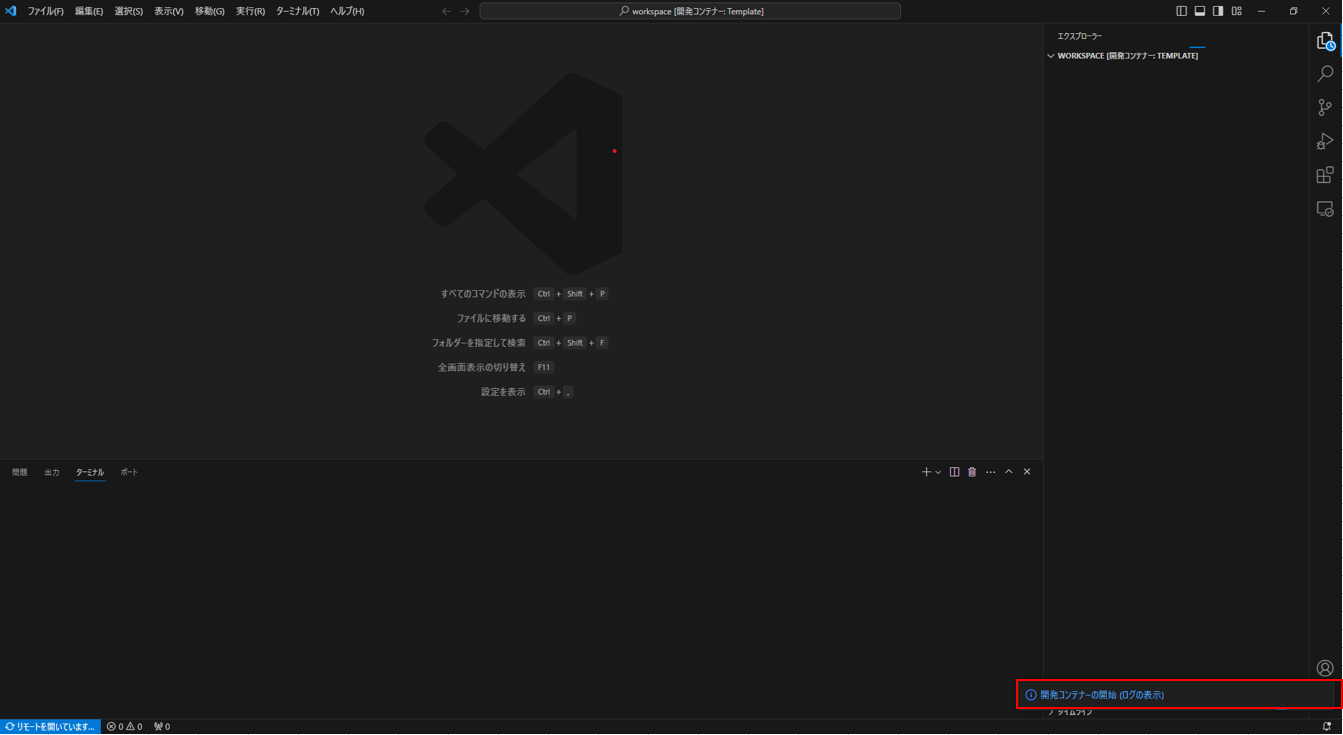 ファイル(F) 編集(E) 選択(S) 表示(V) 移動(G) 実行(R) ターミナル(T) ヘルプ(H)
workspace [開発コンテナー: Template]
エクスプローラー
WORKSPACE [開発コンテナー: TEMPLATE]
すべてのコマンドの表示 Ctrl + Shift + P
ファイルに移動する Ctrl + P
フォルダーを指定して検索 Ctrl + Shift + F
全画面表示の切り替え F11
設定を表示 Ctrl + ,
問題 出力 ターミナル ポート
開発コンテナーの開始 (ログの表示)
タイムライン
リモートを開いています... 0 0 0